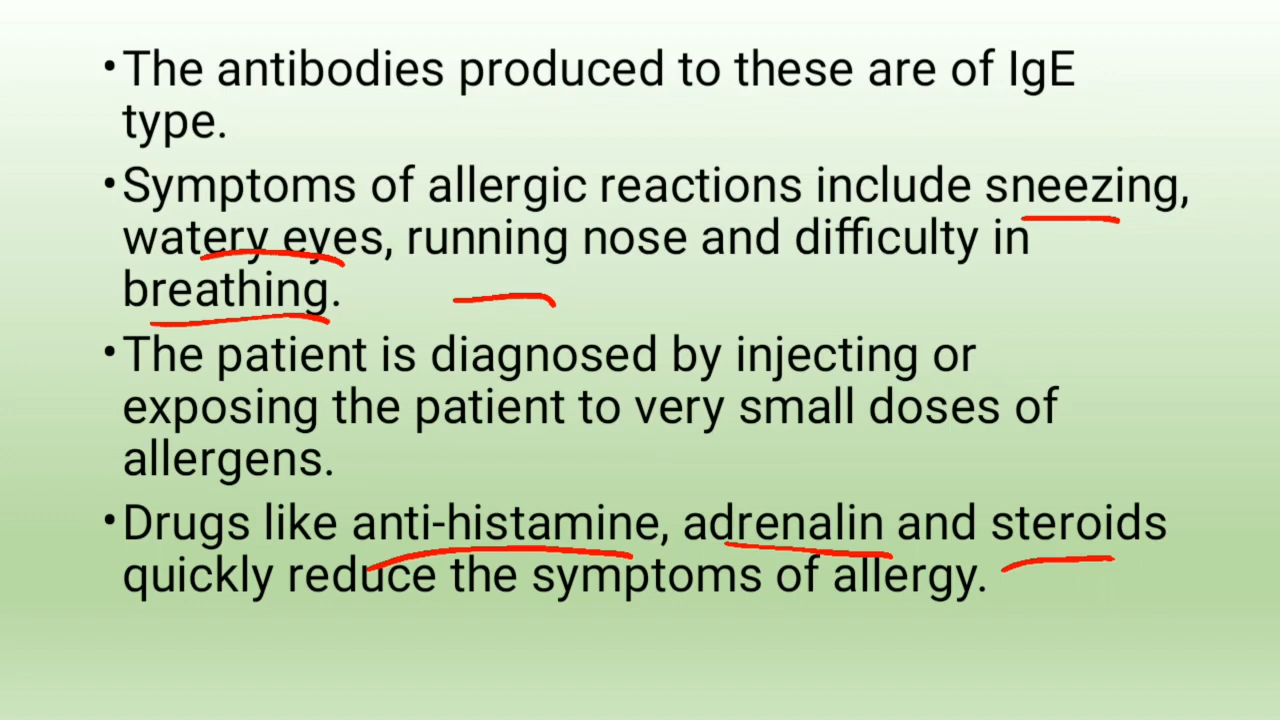 •The antibodies produced to these are of IgE
type.
•Symptoms of allergic reactions include sneezing,
watery eyes, running nose and difficulty in
breathing.
•The patient is diagnosed by injecting or
exposing the patient to very small doses of
allergens.
•Drugs like anti-histamine, adrenalin and steroids
quickly reduce the symptoms of allergy.